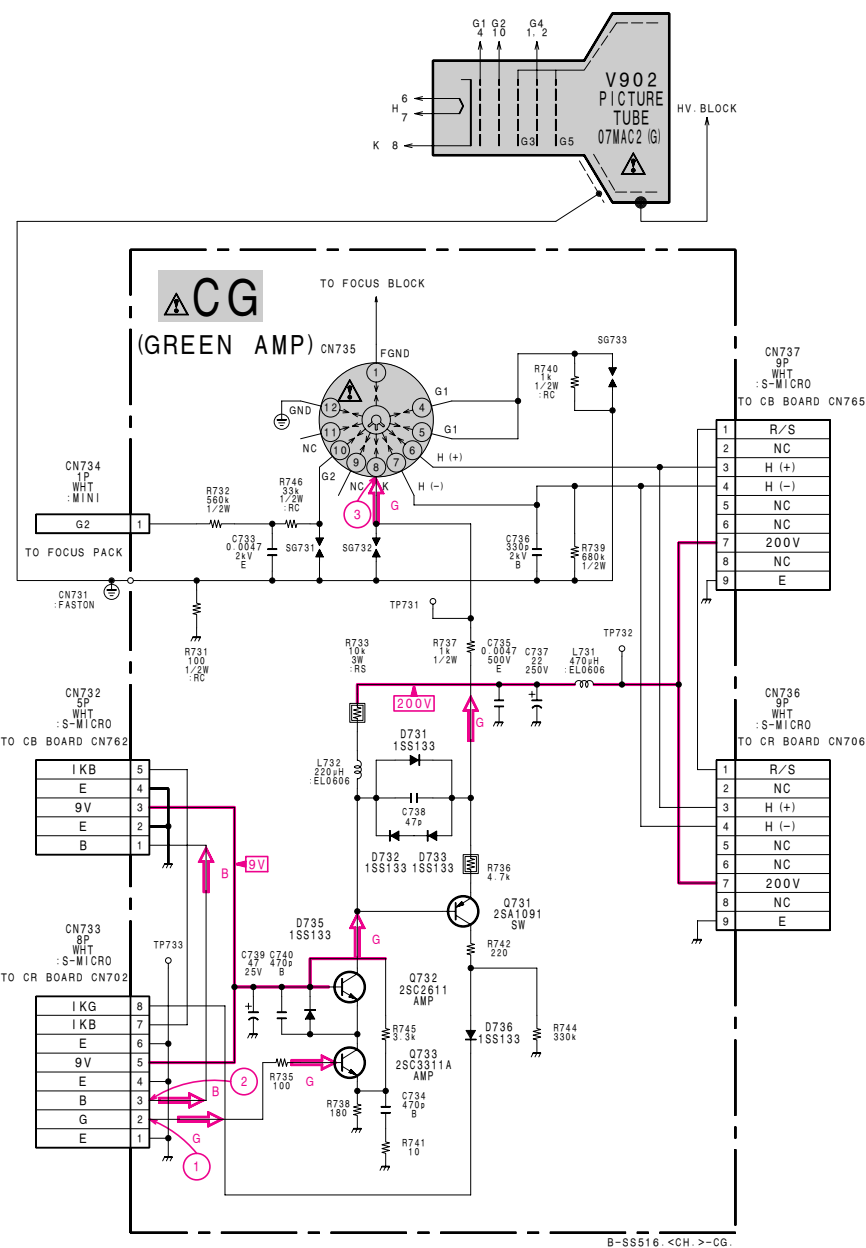 G1 G2 G4
4 10 1, 2
V902
PICTURE
TUBE
07MAC2 (G)
HV. BLOCK
6
H
7
K 8
G3 G5
CG
(GREEN AMP)
TO FOCUS BLOCK
CN735
FGND
1
12
GND
11
NC
10
G2
9
NC
8
K
7
H (-)
6
H (+)
5
G1
4
G1
R740
1k
1/2W
:RC
SG733
CN737
9P
WHT
:S-MICRO
TO CB BOARD CN765
1 R/S
2 NC
3 H (+)
4 H (-)
5 NC
6 NC
7 200V
8 NC
9 E
CN734
1P
WHT
:MINI
G2 1
TO FOCUS PACK
R732
560k
1/2W
R746
33k
1/2W
:RC
C733
0.0047
2kV
E
SG731
SG732
3
G
C736
330p
2kV
B
R739
680k
1/2W
CN731
:FASTON
R731
100
1/2W
:RC
TP731
R733
10k
3W
:RS
R737
1k
1/2W
C735
0.0047
500V
E
C737
22
250V
L731
470μH
:EL0606
TP732
200V
G
CN732
5P
WHT
:S-MICRO
TO CB BOARD CN762
IKB 5
E 4
9V 3
E 2
B 1
B
9V
L732
220μH
:EL0606
D731
1SS133
C738
47p
D732
1SS133
D733
1SS133
R736
4.7k
CN736
9P
WHT
:S-MICRO
TO CR BOARD CN706
1 R/S
2 NC
3 H (+)
4 H (-)
5 NC
6 NC
7 200V
8 NC
9 E
Q731
2SA1091
SW
CN733
8P
WHT
:S-MICRO
TO CR BOARD CN702
IKG 8
IKB 7
E 6
9V 5
E 4
B 3
G 2
E 1
TP733
C739
47
25V
C740
470p
B
D735
1SS133
G
R742
220
Q732
2SC2611
AMP
R745
3.3k
Q733
2SC3311A
AMP
D736
1SS133
R744
330k
R735
100
G
2
B
G
1
R738
180
C734
470p
B
R741
10
B-SS516.<CH.>-CG.